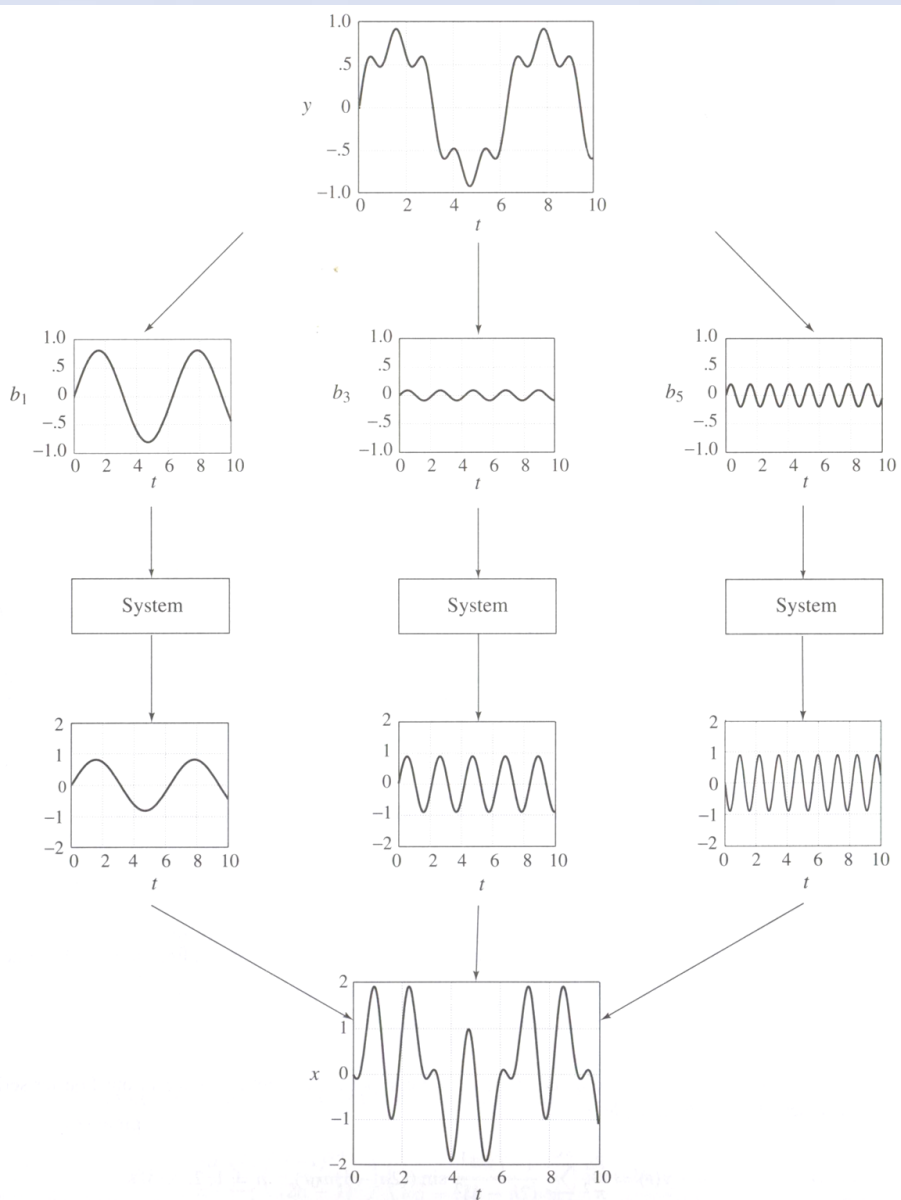 1.0
.5
y 0
−.5
−1.0
0 2 4 6 8 10
t
1.0 1.0 1.0
.5 .5 .5
b1 0 b3 0 b5 0
−.5 −.5 −.5
−1.0 −1.0 −1.0
0 2 4 6 8 10 0 2 4 6 8 10 0 2 4 6 8 10
t t t
System System System
2 2 2
1 1 1
0 0 0
−1 −1 −1
−2 −2 −2
0 2 4 6 8 10 0 2 4 6 8 10 0 2 4 6 8 10
t t t
2
1
x 0
−1
−2
0 2 4 6 8 10
t